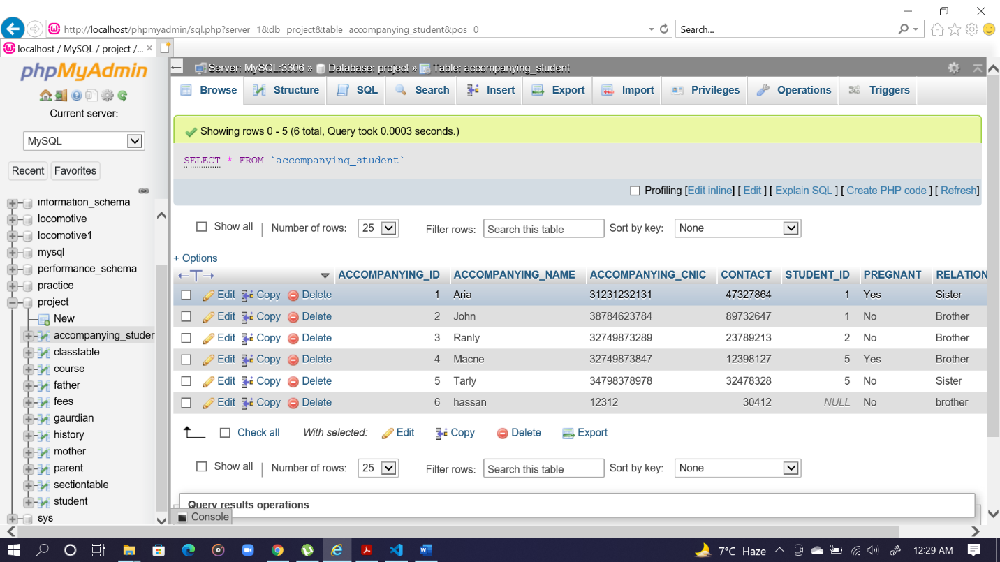 http://localhost/phpmyadmin/sql.php?server=1&db=project&table=accompanying_student&pos=0
Search...
localhost / MySQL / project /...
phpMyAdmin
Current server:
MySQL
Recent
Favorites
information_schema
locomotive
locomotive1
mysql
performance_schema
practice
project
New
accompanying_studen
classtable
course
father
fees
gaurdian
history
mother
parent
sectiontable
student
sys
Server: MySQL:3306 » Database: project » Table: accompanying_student
Browse Structure SQL Search Insert Export Import Privileges Operations Triggers
Showing rows 0 - 5 (6 total, Query took 0.0003 seconds.)
SELECT * FROM `accompanying_student`
Profiling [Edit inline] [ Edit ] [ Explain SQL ] [ Create PHP code ] [ Refresh]
Show all | Number of rows: 25 Filter rows: Search this table Sort by key: None
+ Options
←T→ ACCOMPANYING_ID ACCOMPANYING_NAME ACCOMPANYING_CNIC CONTACT STUDENT_ID PREGNANT RELATION
Edit Copy Delete 1 Aria 31231232131 47327864 1 Yes Sister
Edit Copy Delete 2 John 38784623784 89732647 1 No Brother
Edit Copy Delete 3 Ranly 32749873289 23789213 2 No Brother
Edit Copy Delete 4 Macne 32749873847 12398127 5 Yes Brother
Edit Copy Delete 5 Tarly 34798378978 32478328 5 No Sister
Edit Copy Delete 6 hassan 12312 30412 NULL No brother
Check all With selected: Edit Copy Delete Export
Show all | Number of rows: 25 Filter rows: Search this table Sort by key: None
Query results operations
Console
7°C Haze
12:29 AM